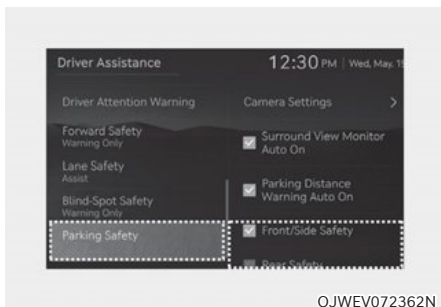 Driver Assistance
12:30 PM | Wed, May. 15
Driver Attention Warning
Camera Settings >
Forward Safety
Warning Only
Surround View Monitor
Auto On
Lane Safety
Assist
Parking Distance
Warning Auto On
Blind-Spot Safety
Warning Only
Parking Safety
Front/Side Safety
Rear Safety
OJWEV072362N